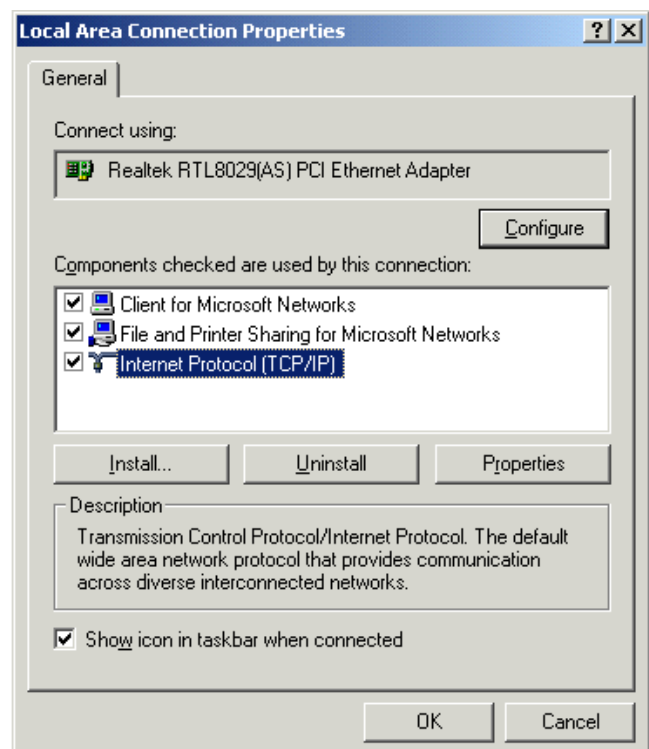 Local Area Connection Properties
General
Connect using:
Realtek RTL8029(AS) PCI Ethernet Adapter
Configure
Components checked are used by this connection:
Client for Microsoft Networks
File and Printer Sharing for Microsoft Networks
Internet Protocol (TCP/IP)
Install... Uninstall Properties
Description
Transmission Control Protocol/Internet Protocol. The default
wide area network protocol that provides communication
across diverse interconnected networks.
Show icon in taskbar when connected
OK Cancel